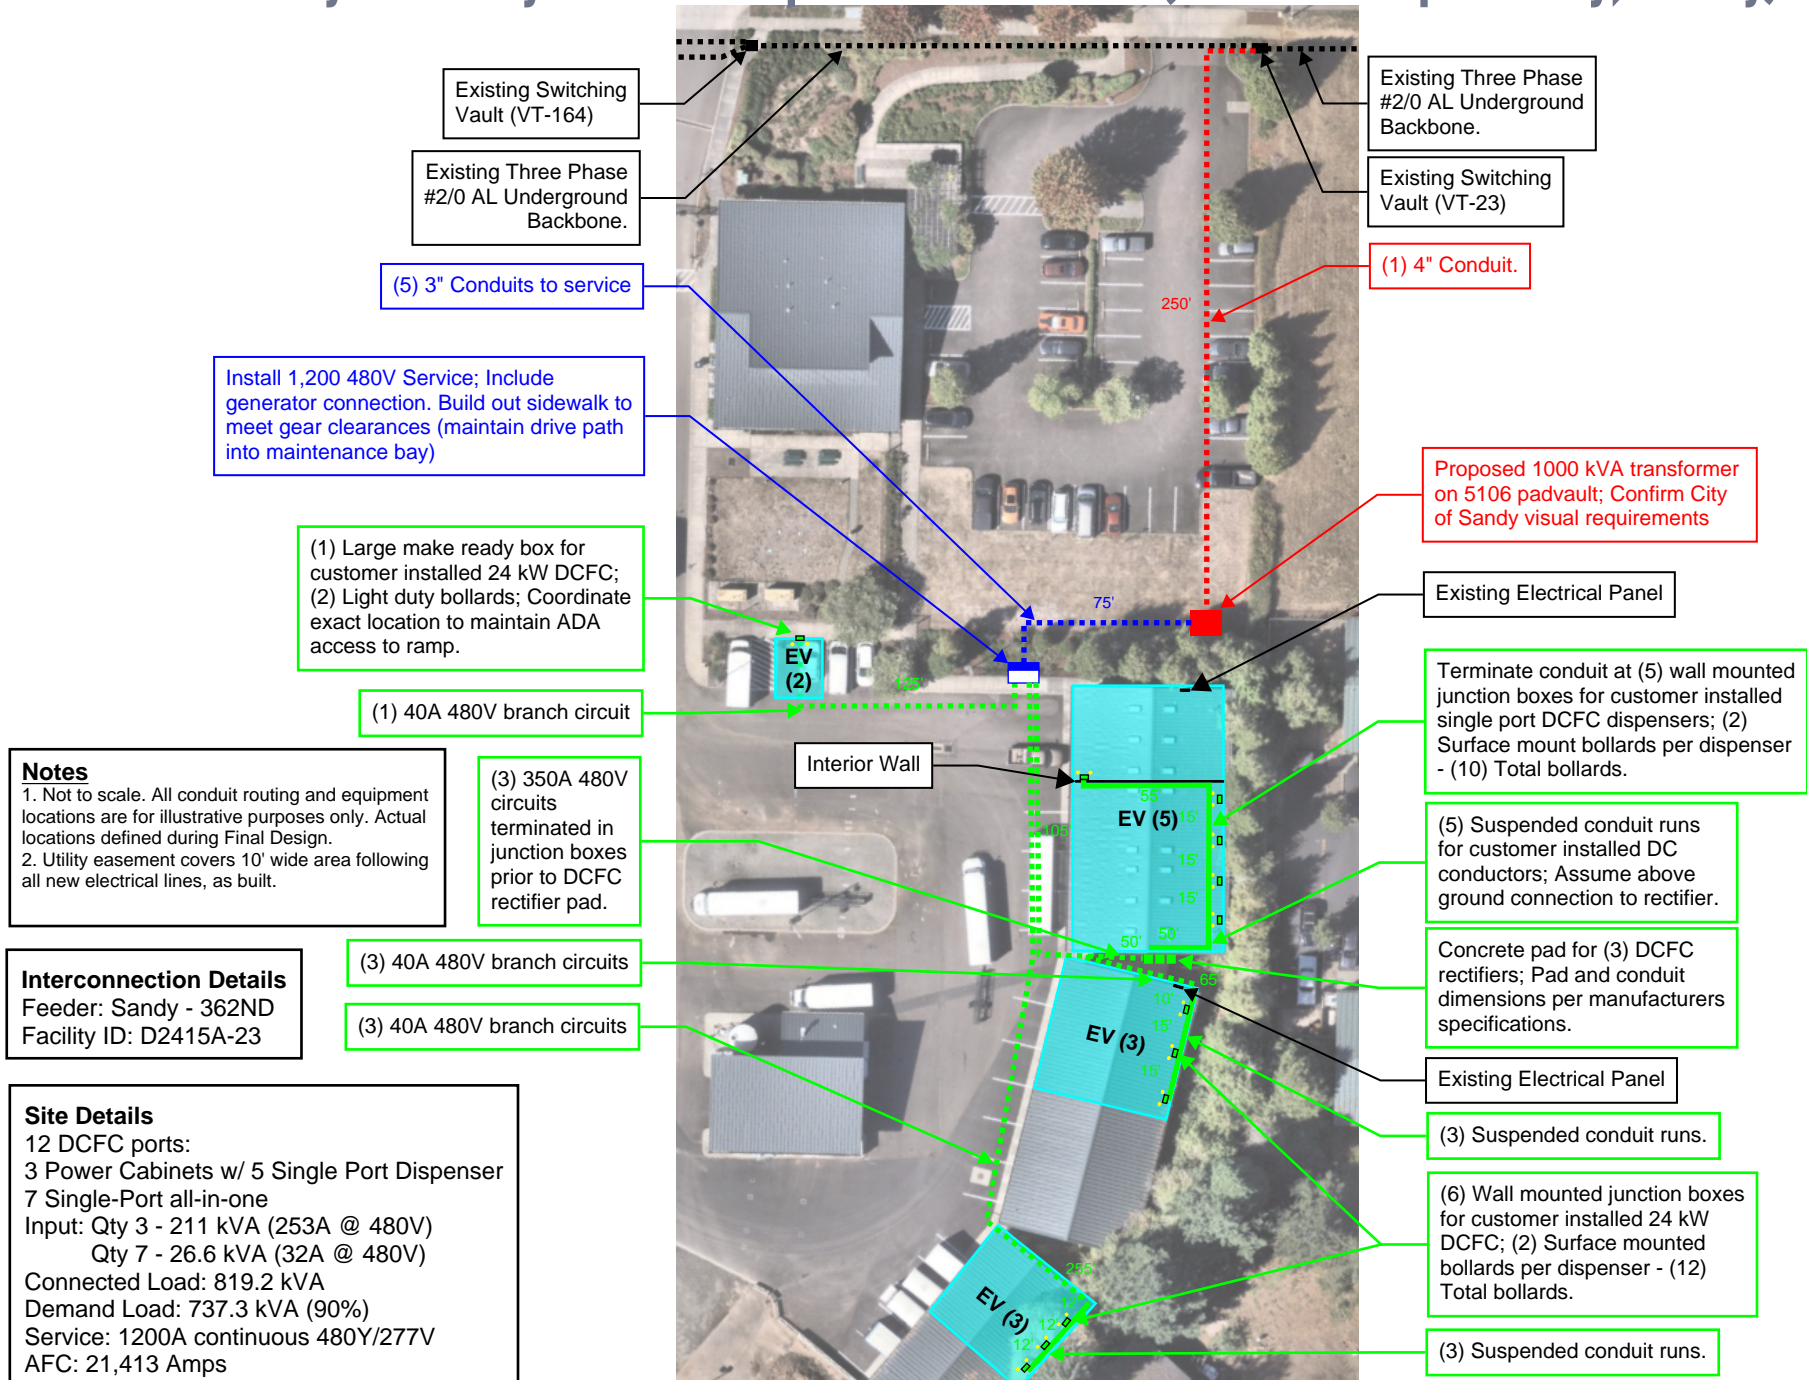 Existing Switching
Vault (VT-164)
Existing Three Phase
#2/0 AL Underground
Backbone.
(5) 3" Conduits to service
Install 1,200 480V Service; Include
generator connection. Build out sidewalk to
meet gear clearances (maintain drive path
into maintenance bay)
(1) Large make ready box for
customer installed 24 kW DCFC;
(2) Light duty bollards; Coordinate
exact location to maintain ADA
access to ramp.
(1) 40A 480V branch circuit
Notes
1. Not to scale. All conduit routing and equipment
locations are for illustrative purposes only. Actual
locations defined during Final Design.
2. Utility easement covers 10' wide area following
all new electrical lines, as built.
(3) 350A 480V
circuits
terminated in
junction boxes
prior to DCFC
rectifier pad.
(3) 40A 480V branch circuits
(3) 40A 480V branch circuits
Interconnection Details
Feeder: Sandy - 362ND
Facility ID: D2415A-23
Site Details
12 DCFC ports:
3 Power Cabinets w/ 5 Single Port Dispenser
7 Single-Port all-in-one
Input: Qty 3 - 211 kVA (253A @ 480V)
Qty 7 - 26.6 kVA (32A @ 480V)
Connected Load: 819.2 kVA
Demand Load: 737.3 kVA (90%)
Service: 1200A continuous 480Y/277V
AFC: 21,413 Amps
250'
75'
EV
(2)
125'
Interior Wall
55'
EV (5)
15'
105'
15'
15'
50'
50'
65'
10'
15'
EV (3)
15'
255'
12'
EV (3)
12'
12'
Existing Three Phase
#2/0 AL Underground
Backbone.
Existing Switching
Vault (VT-23)
(1) 4" Conduit.
Proposed 1000 kVA transformer
on 5106 padvault; Confirm City
of Sandy visual requirements
Existing Electrical Panel
Terminate conduit at (5) wall mounted
junction boxes for customer installed
single port DCFC dispensers; (2)
Surface mount bollards per dispenser
- (10) Total bollards.
(5) Suspended conduit runs
for customer installed DC
conductors; Assume above
ground connection to rectifier.
Concrete pad for (3) DCFC
rectifiers; Pad and conduit
dimensions per manufacturers
specifications.
Existing Electrical Panel
(3) Suspended conduit runs.
(6) Wall mounted junction boxes
for customer installed 24 kW
DCFC; (2) Surface mounted
bollards per dispenser - (12)
Total bollards.
(3) Suspended conduit runs.